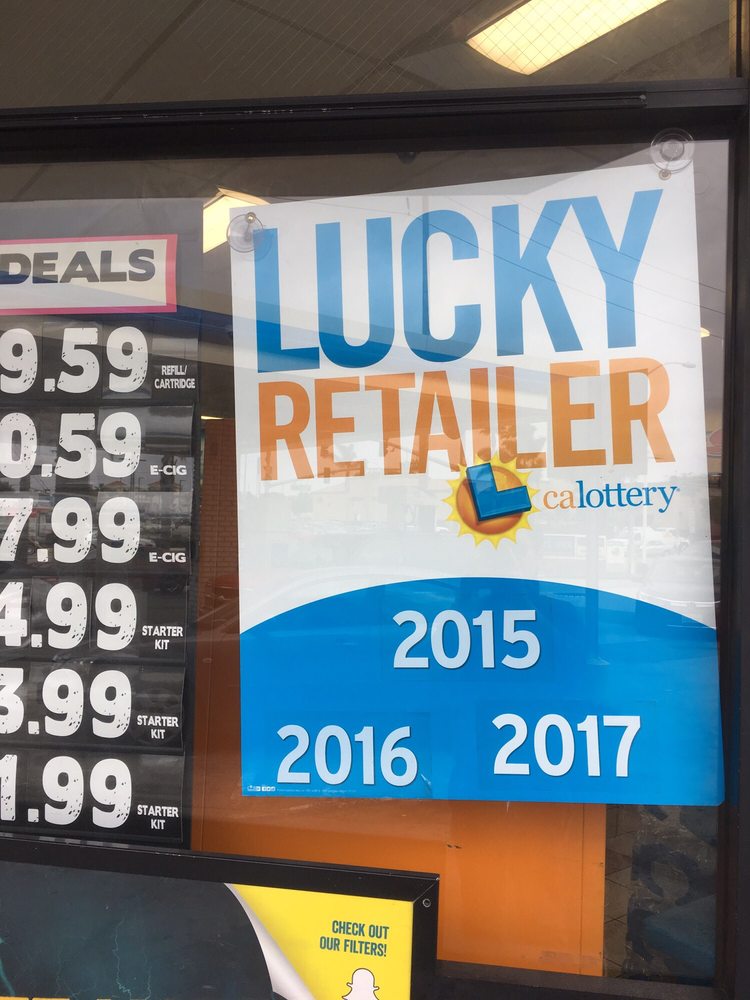 DEALS
9.59 REFILL/
CARTRIDGE
0.59 E-CIG
7.99 E-CIG
4.99 STARTER
KIT
3.99 STARTER
KIT
1.99 STARTER
KIT
LUCKY
RETAILER
calottery
2015
2016 2017
CHECK OUT
OUR FILTERS!